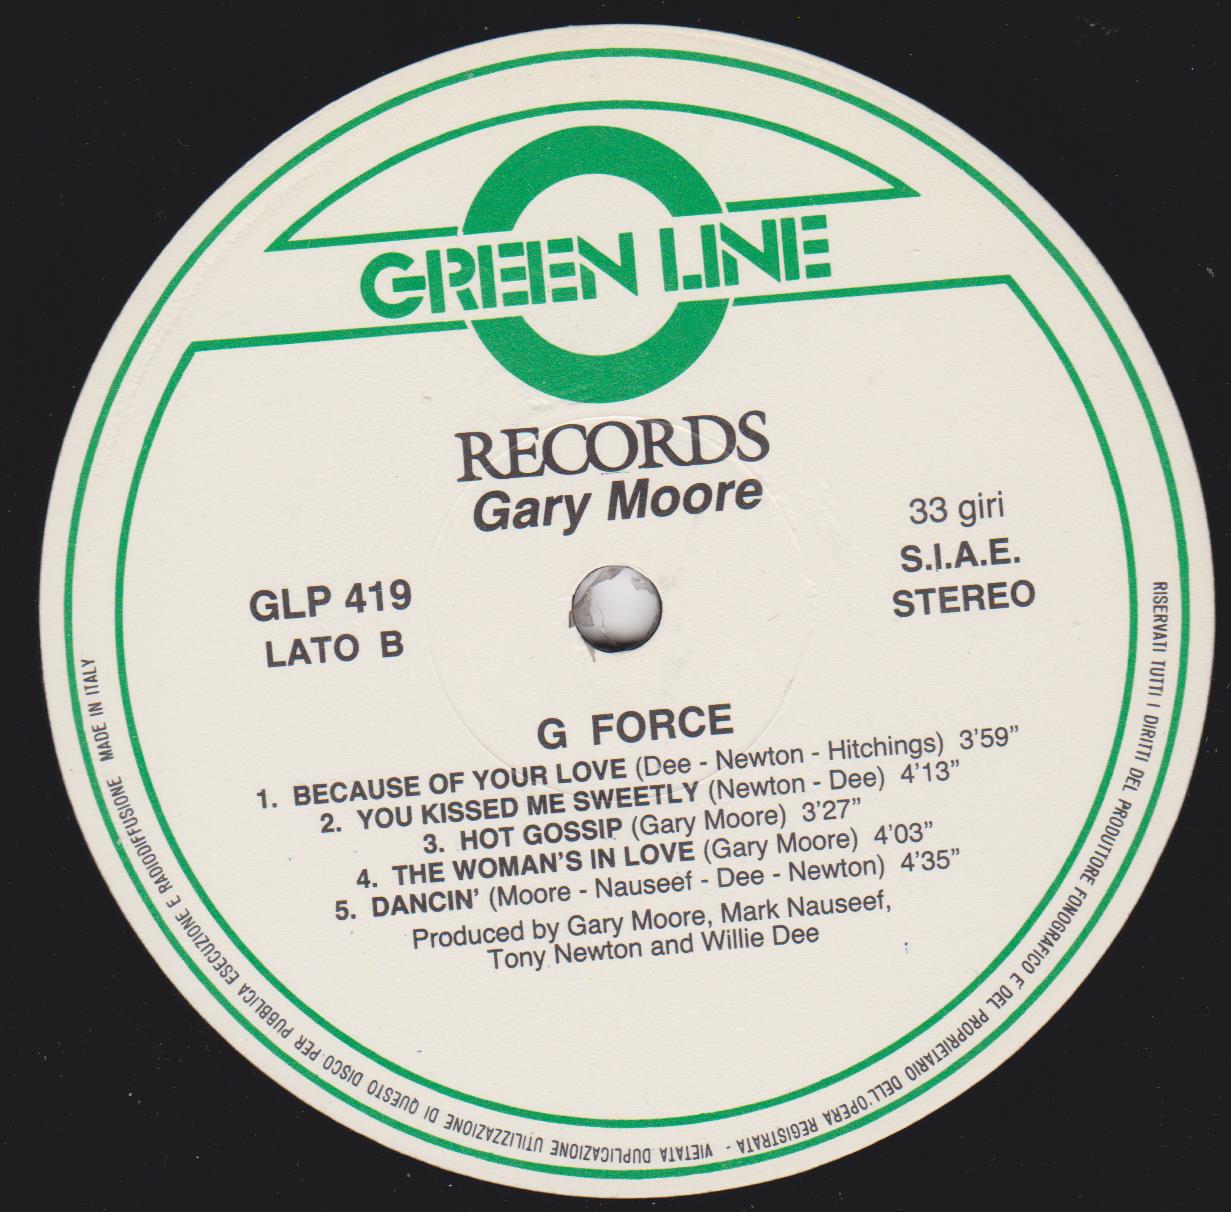 GREEN LINE
RECORDS
Gary Moore
33 giri
S.I.A.E.
STEREO
GLP 419
LATO B
G FORCE
1. BECAUSE OF YOUR LOVE (Dee - Newton - Hitchings) 3'59"
2. YOU KISSED ME SWEETLY (Newton - Dee) 4'13"
3. HOT GOSSIP (Gary Moore) 3'27"
4. THE WOMAN'S IN LOVE (Gary Moore) 4'03"
5. DANCIN' (Moore - Nauseef - Dee - Newton) 4'35"
Produced by Gary Moore, Mark Nauseef,
Tony Newton and Willie Dee
RISERVATI TUTTI I DIRITTI DEL PRODUTTORE FONOGRAFICO E DEL PROPRIETARIO DELL'OPERA REGISTRATA - VIETATA DUPLICAZIONE UTILIZZAZIONE DI QUESTO DISCO PER PUBBLICA ESECUZIONE E RADIODIFFUSIONE MADE IN ITALY